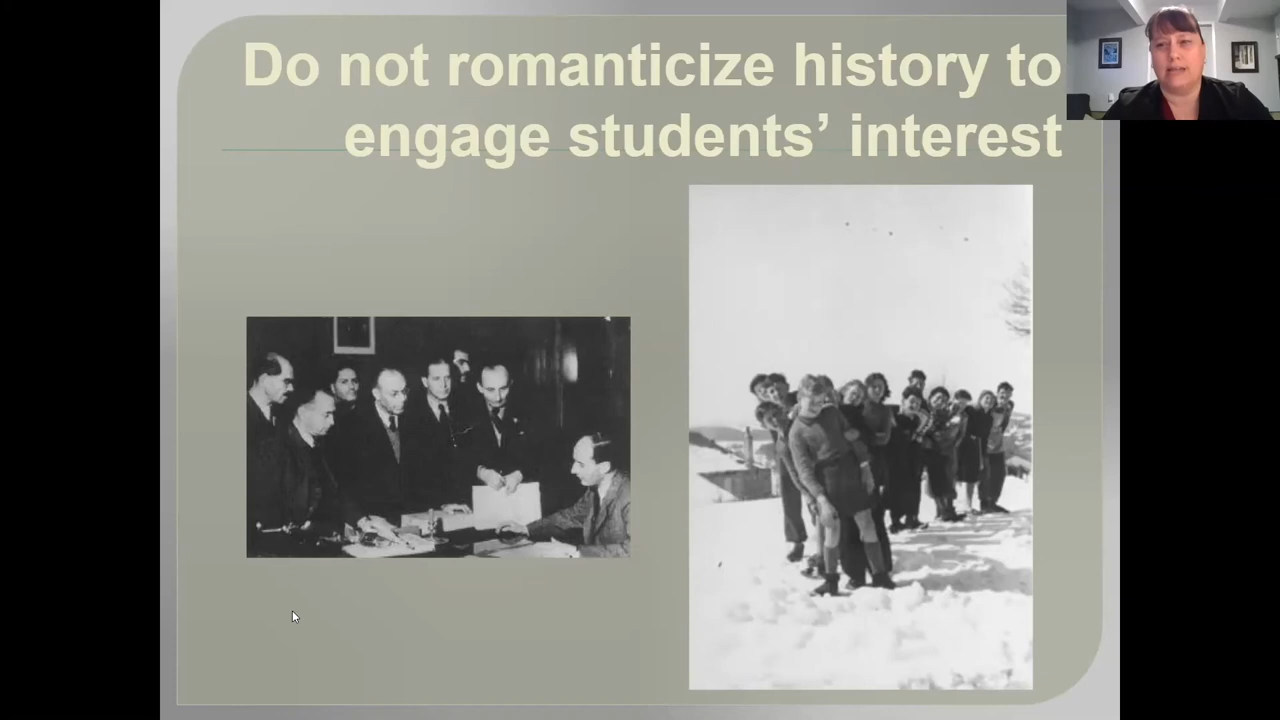 Do not romanticize history to
engage students’ interest